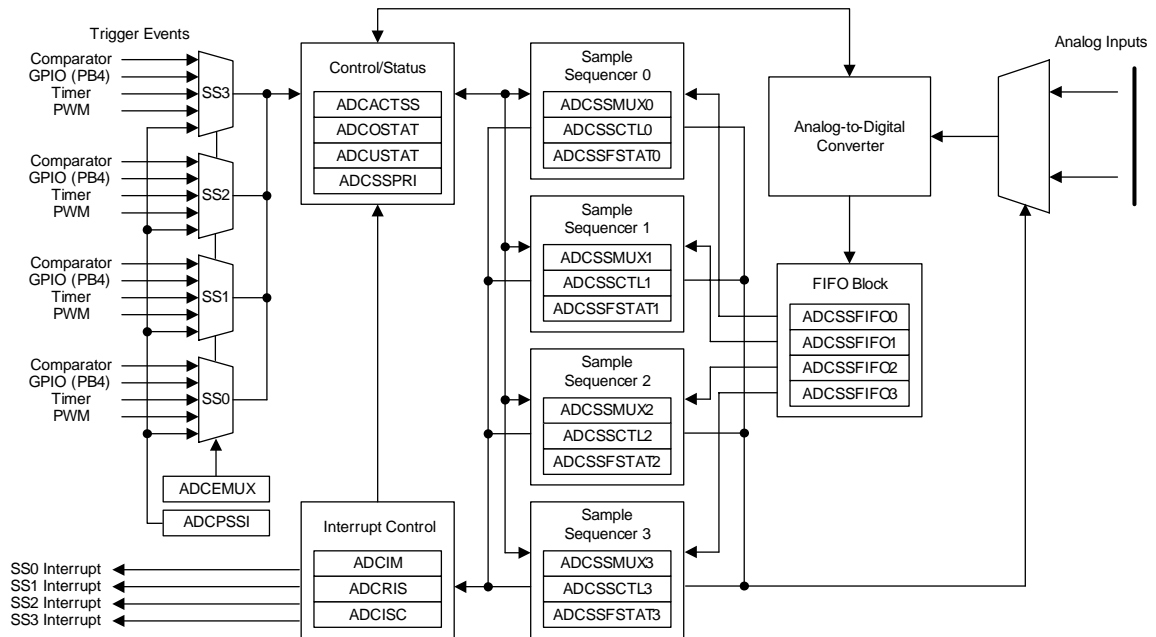 Trigger Events
Comparator
GPIO (PB4)
Timer
PWM
SS3
Comparator
GPIO (PB4)
Timer
PWM
SS2
Comparator
GPIO (PB4)
Timer
PWM
SS1
Comparator
GPIO (PB4)
Timer
PWM
SS0
ADCEMUX
ADCPSSI
Control/Status
ADCACTSS
ADCOSTAT
ADCUSTAT
ADCSSPRI
Interrupt Control
ADCIM
ADCRIS
ADCISC
SS0 Interrupt
SS1 Interrupt
SS2 Interrupt
SS3 Interrupt
Sample
Sequencer 0
ADCSSMUX0
ADCSSCTL0
ADCSSFSTAT0
Sample
Sequencer 1
ADCSSMUX1
ADCSSCTL1
ADCSSFSTAT1
Sample
Sequencer 2
ADCSSMUX2
ADCSSCTL2
ADCSSFSTAT2
Sample
Sequencer 3
ADCSSMUX3
ADCSSCTL3
ADCSSFSTAT3
Analog-to-Digital
Converter
FIFO Block
ADCSSFIFO0
ADCSSFIFO1
ADCSSFIFO2
ADCSSFIFO3
Analog Inputs